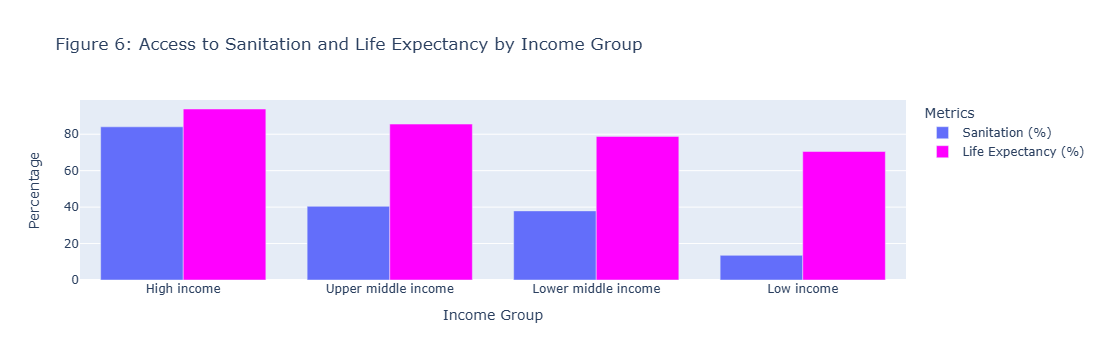 Figure 6: Access to Sanitation and Life Expectancy by Income Group
Metrics
Sanitation (%)
Life Expectancy (%)
Percentage
80
60
40
20
0
High income
Upper middle income
Lower middle income
Low income
Income Group